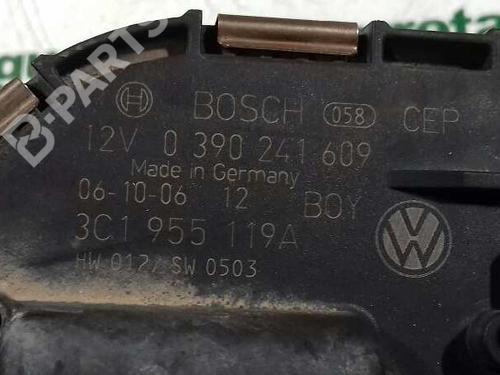 BOSCH 058 CEP
12V 0 390 241 609
Made in Germany
06-10-06 12 BOY
3C1 955 119A
HW 012/ SW 0503
B-PARTS
B-PARTS